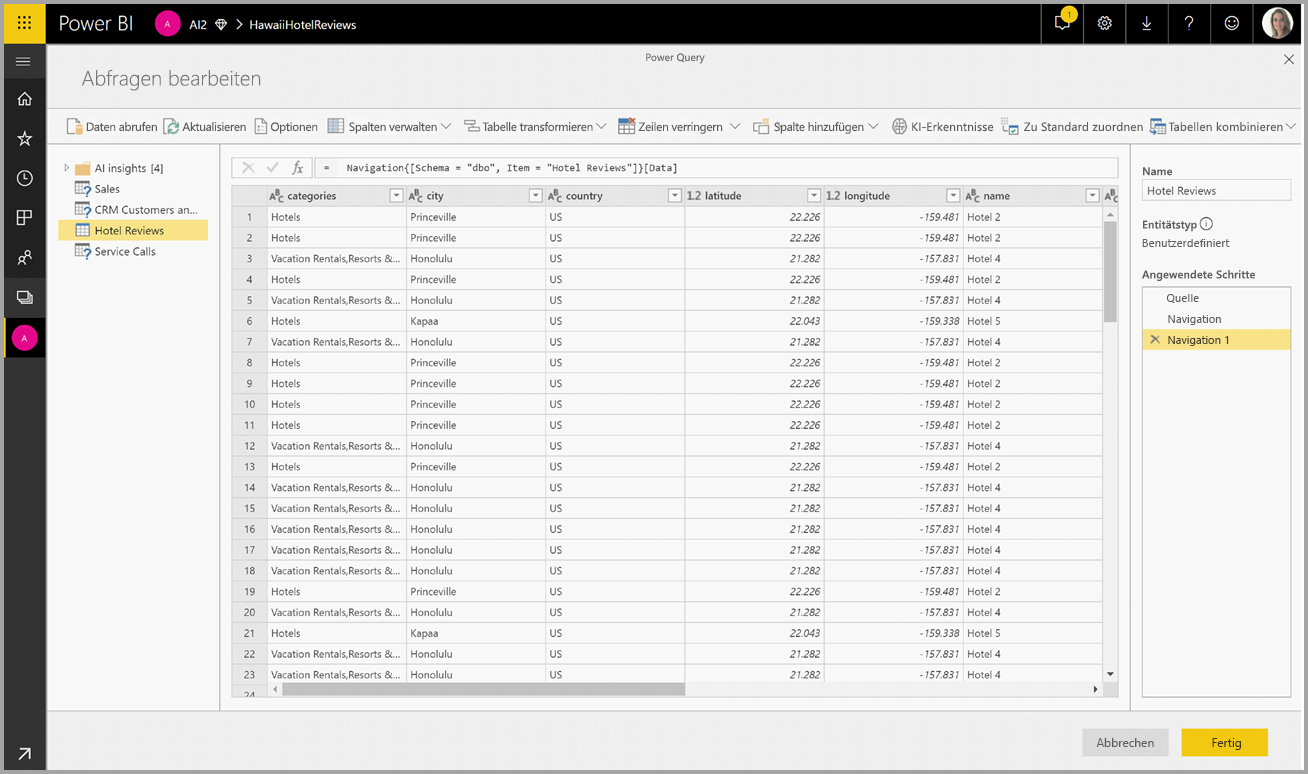 Power BI A AI2 > HawaiiHotelReviews 1 ?
Power Query
Abfragen bearbeiten
Daten abrufen Aktualisieren Optionen Spalten verwalten Tabelle transformieren Zeilen verringern Spalte hinzufügen KI-Erkenntnisse Zu Standard zuordnen Tabellen kombinieren
AI insights [4]
Sales
CRM Customers an...
Hotel Reviews
Service Calls
A
fx = Navigation{[Schema = "dbo", Item = "Hotel Reviews"]}[Data]
ABC categories ABC city ABC country 1.2 latitude 1.2 longitude ABC name ABC
1 Hotels Princeville US 22.226 -159.481 Hotel 2
2 Hotels Princeville US 22.226 -159.481 Hotel 2
3 Vacation Rentals,Resorts &... Honolulu US 21.282 -157.831 Hotel 4
4 Hotels Princeville US 22.226 -159.481 Hotel 2
5 Vacation Rentals,Resorts &... Honolulu US 21.282 -157.831 Hotel 4
6 Hotels Kapaa US 22.043 -159.338 Hotel 5
7 Vacation Rentals,Resorts &... Honolulu US 21.282 -157.831 Hotel 4
8 Hotels Princeville US 22.226 -159.481 Hotel 2
9 Hotels Princeville US 22.226 -159.481 Hotel 2
10 Hotels Princeville US 22.226 -159.481 Hotel 2
11 Hotels Princeville US 22.226 -159.481 Hotel 2
12 Vacation Rentals,Resorts &... Honolulu US 21.282 -157.831 Hotel 4
13 Hotels Princeville US 22.226 -159.481 Hotel 2
14 Vacation Rentals,Resorts &... Honolulu US 21.282 -157.831 Hotel 4
15 Vacation Rentals,Resorts &... Honolulu US 21.282 -157.831 Hotel 4
16 Vacation Rentals,Resorts &... Honolulu US 21.282 -157.831 Hotel 4
17 Vacation Rentals,Resorts &... Honolulu US 21.282 -157.831 Hotel 4
18 Vacation Rentals,Resorts &... Honolulu US 21.282 -157.831 Hotel 4
19 Hotels Princeville US 22.226 -159.481 Hotel 2
20 Vacation Rentals,Resorts &... Honolulu US 21.282 -157.831 Hotel 4
21 Hotels Kapaa US 22.043 -159.338 Hotel 5
22 Vacation Rentals,Resorts &... Honolulu US 21.282 -157.831 Hotel 4
23 Vacation Rentals,Resorts &... Honolulu US 21.282 -157.831 Hotel 4
24
Name
Hotel Reviews
Entitätstyp
Benutzerdefiniert
Angewendete Schritte
Quelle
Navigation
Navigation 1
Abbrechen Fertig